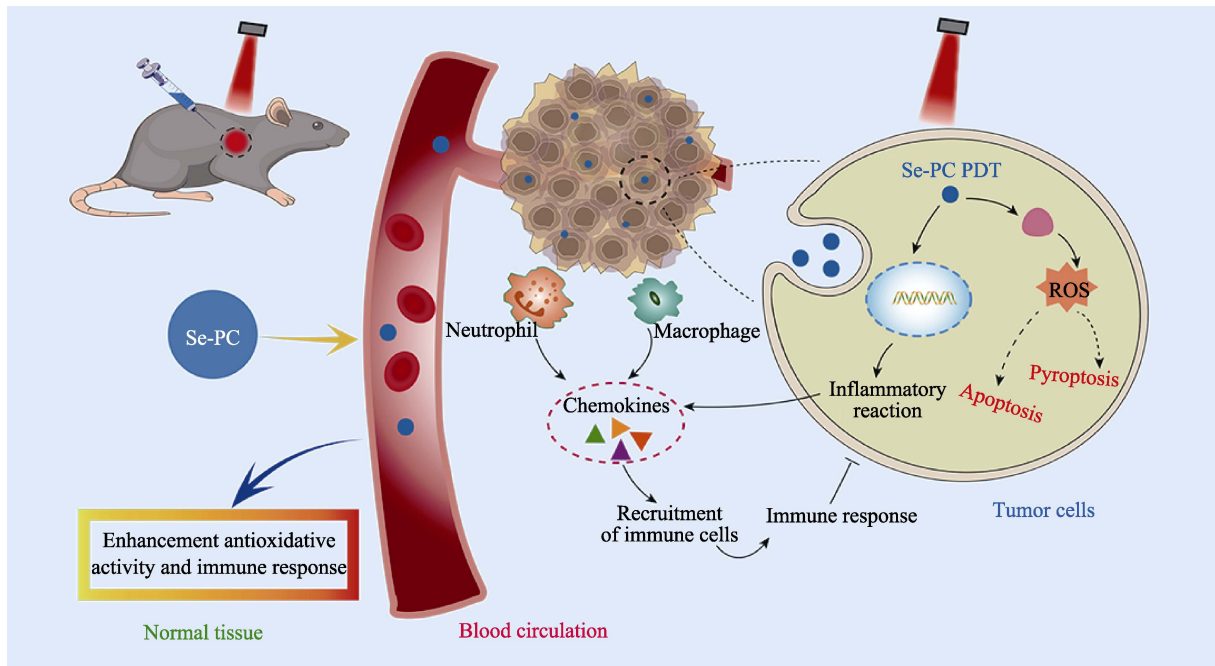 Se-PC PDT
ROS
Neutrophil
Macrophage
Se-PC
Pyroptosis
Apoptosis
Inflammatory
reaction
Chemokines
Recruitment
of immune cells
Immune response
Tumor cells
Enhancement antioxidative
activity and immune response
Normal tissue
Blood circulation